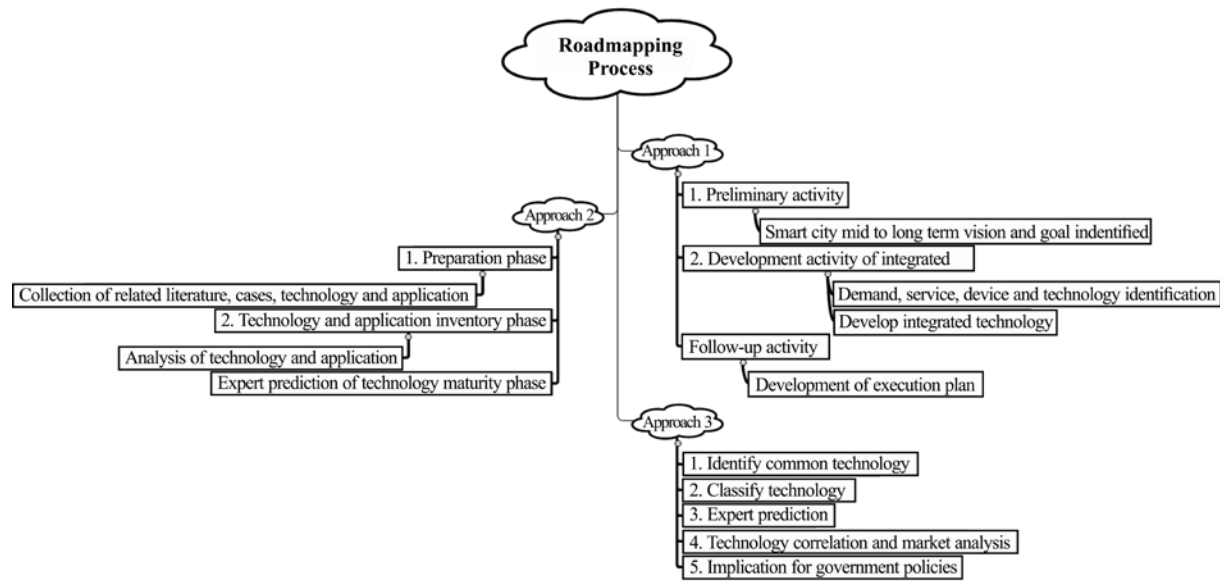 Roadmapping
Process
Approach 1
1. Preliminary activity
Smart city mid to long term vision and goal indentified
2. Development activity of integrated
Demand, service, device and technology identification
Develop integrated technology
Follow-up activity
Development of execution plan
Approach 2
1. Preparation phase
Collection of related literature, cases, technology and application
2. Technology and application inventory phase
Analysis of technology and application
Expert prediction of technology maturity phase
Approach 3
1. Identify common technology
2. Classify technology
3. Expert prediction
4. Technology correlation and market analysis
5. Implication for government policies